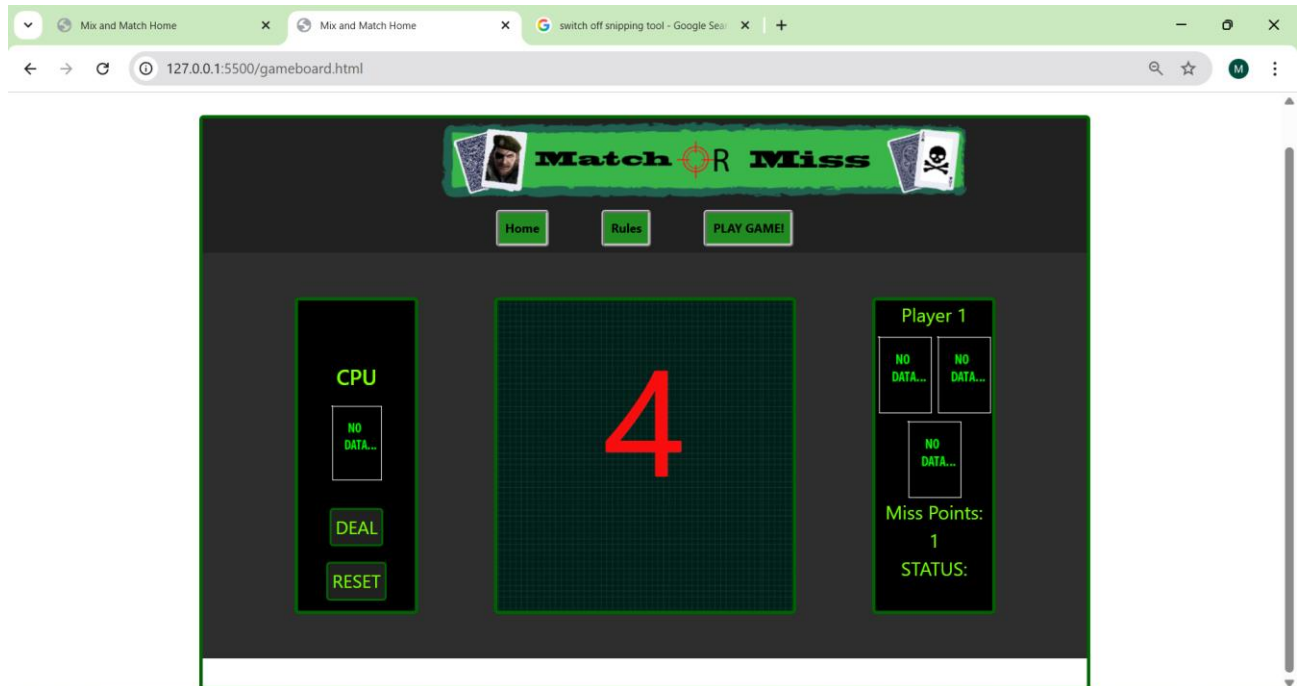 Mix and Match Home
Mix and Match Home
switch off snipping tool - Google Sea
127.0.0.1:5500/gameboard.html
M
Match OR Miss
Home
Rules
PLAY GAME!
CPU
NO
DATA...
DEAL
RESET
4
Player 1
NO
DATA...
NO
DATA...
NO
DATA...
Miss Points:
1
STATUS: